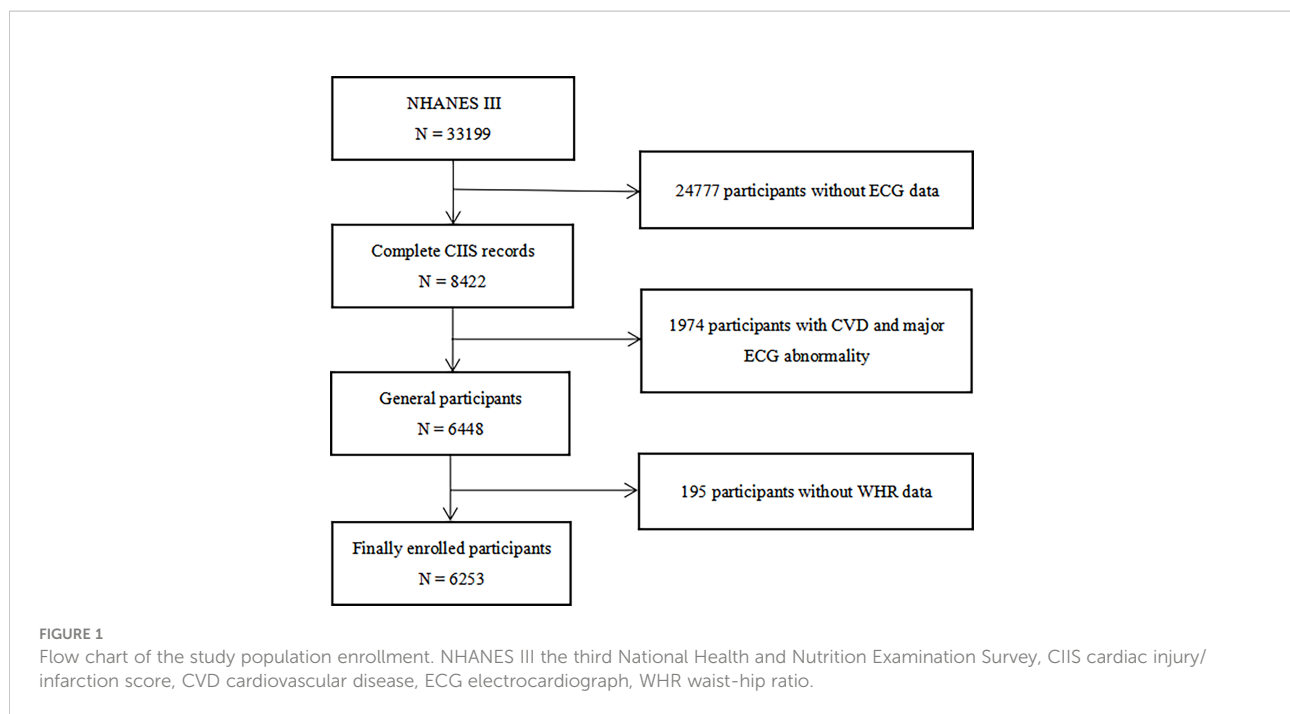 NHANES III
N = 33199
24777 participants without ECG data
Complete CIIS records
N = 8422
1974 participants with CVD and major
ECG abnormality
General participants
N = 6448
195 participants without WHR data
Finally enrolled participants
N = 6253
FIGURE 1
Flow chart of the study population enrollment. NHANES III the third National Health and Nutrition Examination Survey, CIIS cardiac injury/
infarction score, CVD cardiovascular disease, ECG electrocardiograph, WHR waist-hip ratio.